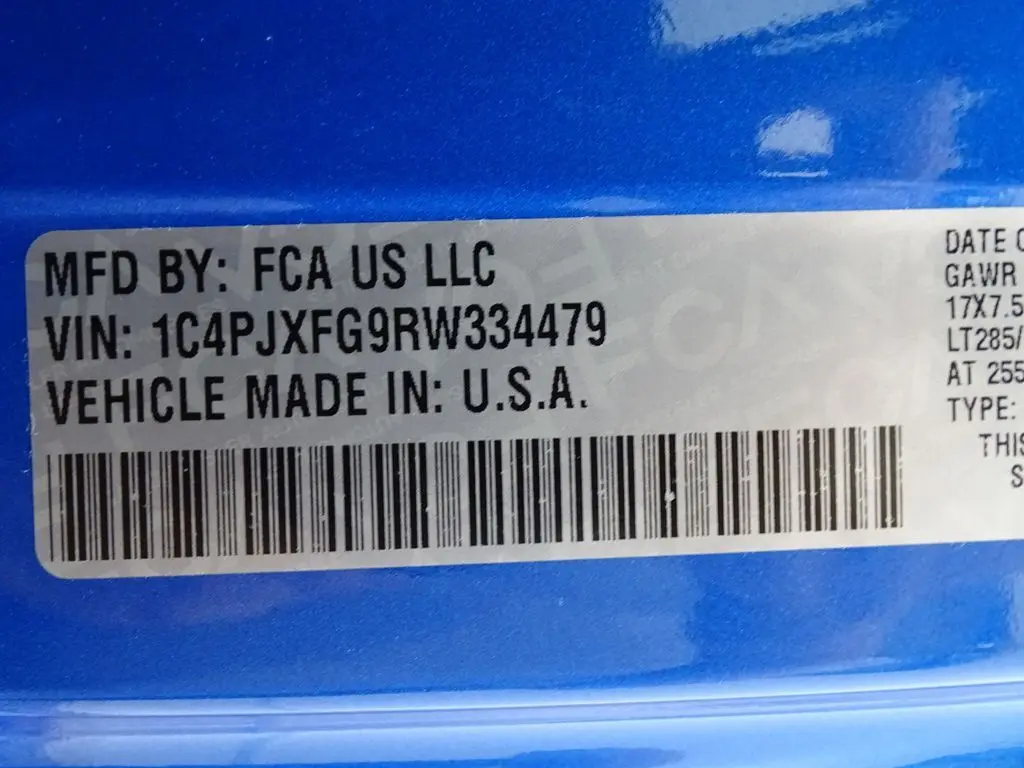 MFD BY: FCA US LLC
VIN: 1C4PJXFG9RW334479
VEHICLE MADE IN: U.S.A.
DATE
GAWR
17X7.5
LT285/
AT 255
TYPE:
THIS